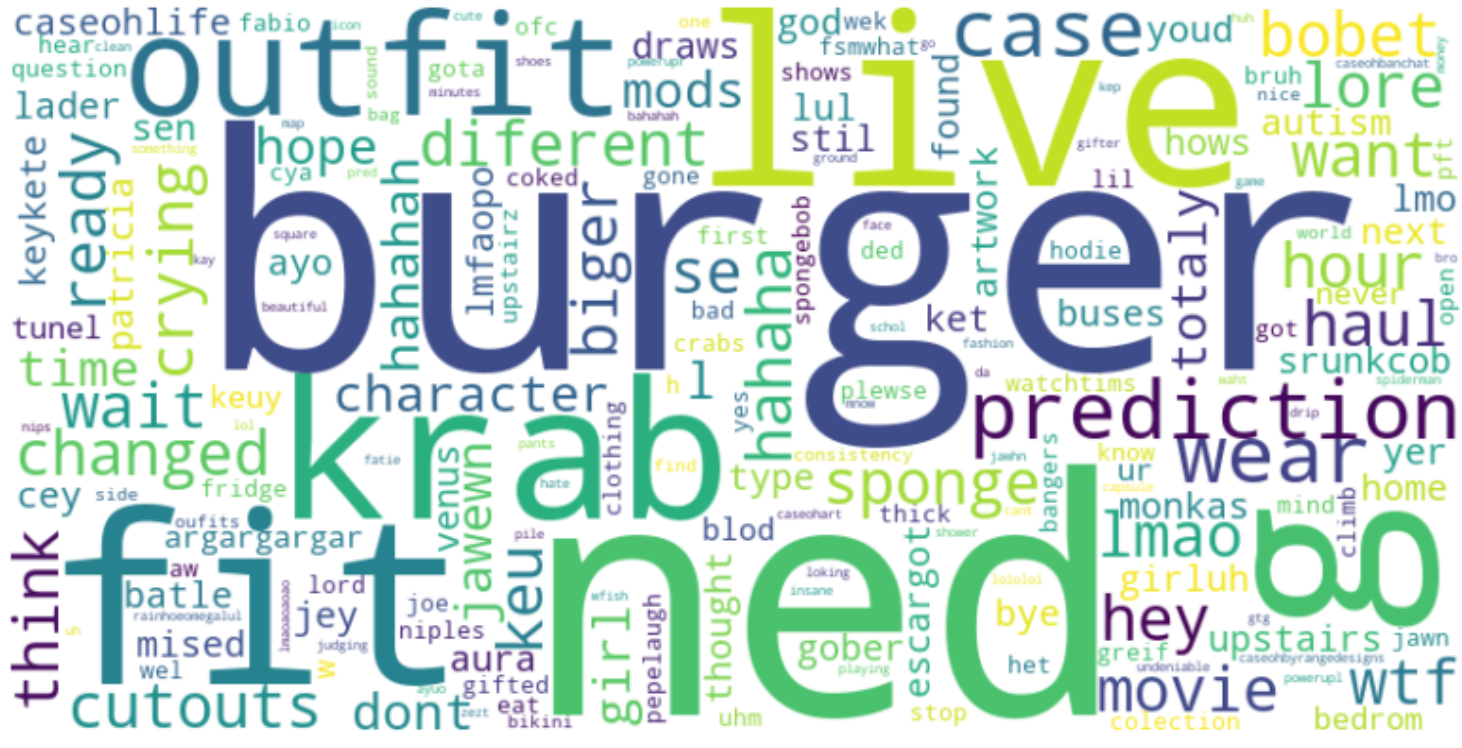 caseohlife
fabio
icon
cute
ofc
one
god
wek
case
youd
huh
bobet
hear
clean
outfit
draws
live
fsmwhat
go
caseohbanchat
money
question
sound
gota
shoes
powerupr
mods
shows
found
bruh
nice
lore
lader
bag
minutes
bahahah
lul
kep
autism
sen
map
hope
diferent
stil
gifter
hows
want
pft
something
ready
crying
cya
pred
hahahah
coked
gone
ground
artwork
lil
game
lmo
keykete
patricia
burger
square
ayo
kay
beautiful
lmfaopo
upstairz
biger
first
se
bad
spongebob
face
ded
hodie
totaly
world
next
hour
bro
never
open
tunel
schol
ket
buses
got
haul
crabs
hahaha
fashion
srunkcob
time
character
l
h
plewse
mnow
da
watchtims
waht
spiderman
wait
keuy
yes
prediction
drip
nips
lol
krab
pants
clothing
changed
fatie
find
consistency
jawhn
bangers
know
wear
yer
hate
type
sponge
ur
cey
side
fridge
venus
capsule
monkas
mind
climb
home
oufits
pile
blod
caseohart
thick
cant
think
fit
argargargar
jawewn
keu
ned
escargot
shower
lmao
gg
aw
lord
loking
lololol
girluh
batle
rainhoeomegalul
lmaoaoaoao
jey
joe
wfish
insane
bye
hey
gtg
uh
mised
judging
niples
girl
pepelaugh
thought
gober
upstairs
jawn
greif
wel
w
aura
playing
het
undeniable
caseohbyrangedesigns
cutouts
dont
ayuo
gifted
zezt
eat
bikini
uhm
stop
movie
powerupl
wtf
colection
bedrom